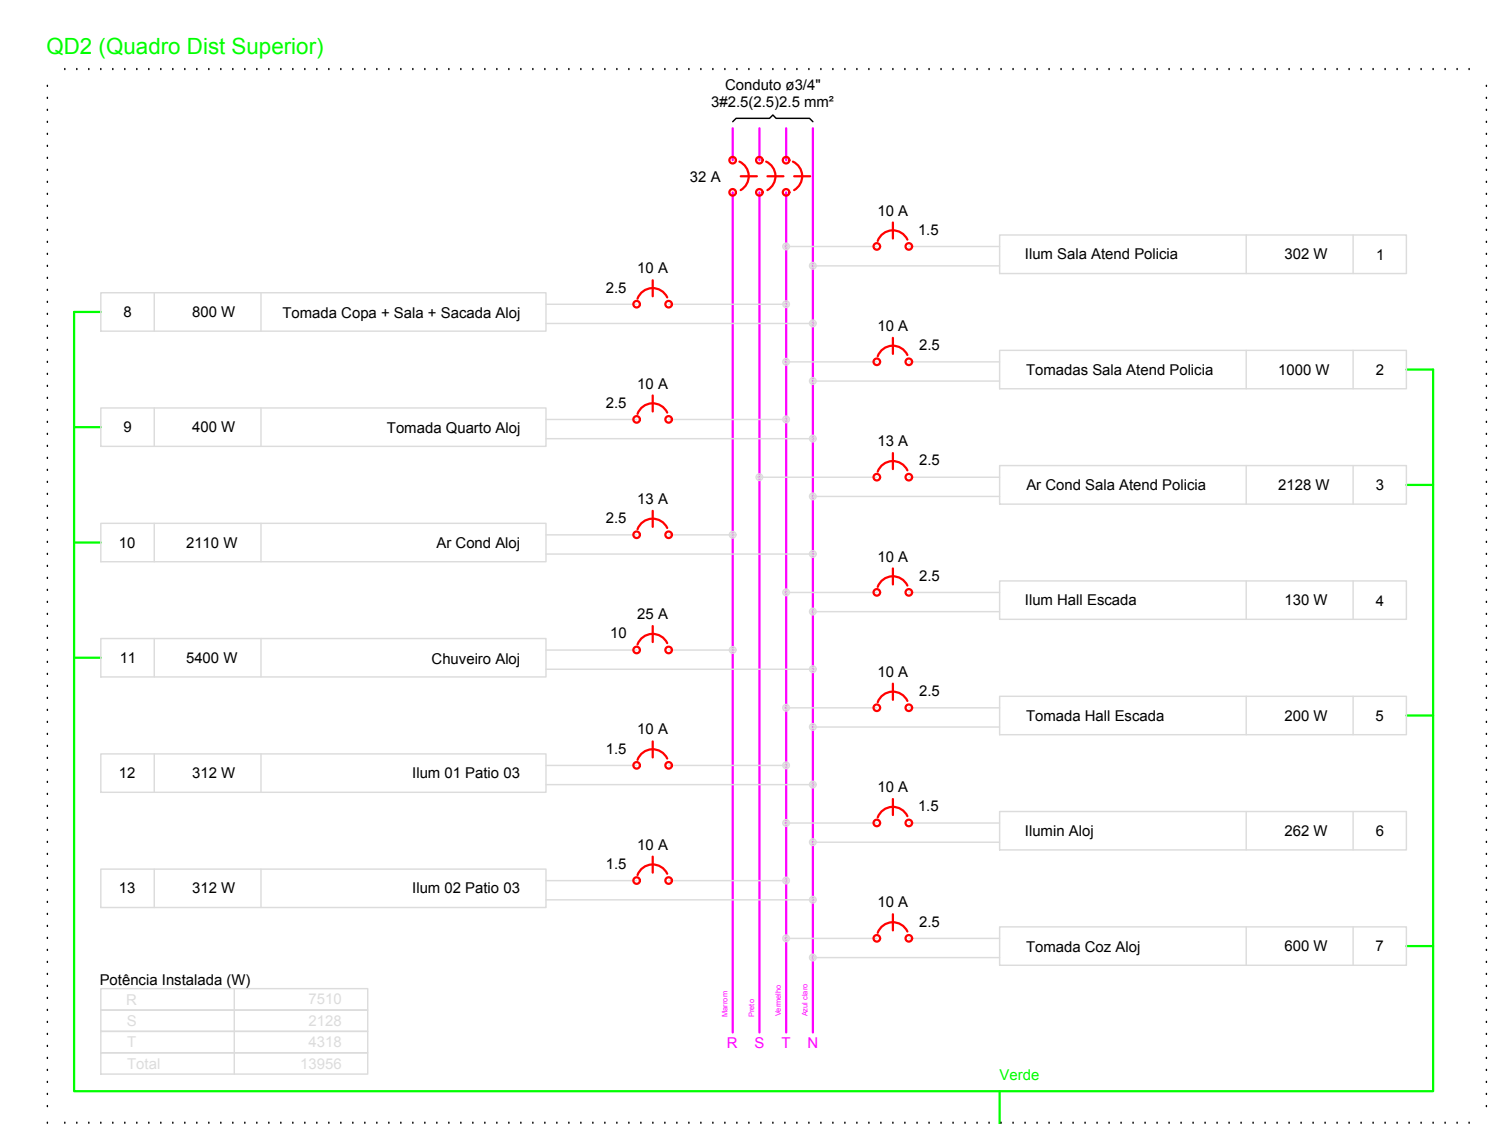 QD2 (Quadro Dist Superior)
Conduto ø3/4"
3#2.5(2.5)2.5 mm²
32 A
10 A
1.5
Ilum Sala Atend Policia 302 W 1
10 A
2.5
8 800 W Tomada Copa + Sala + Sacada Aloj
10 A
2.5
Tomadas Sala Atend Policia 1000 W 2
10 A
2.5
9 400 W Tomada Quarto Aloj
13 A
2.5
Ar Cond Sala Atend Policia 2128 W 3
13 A
2.5
10 2110 W Ar Cond Aloj
10 A
2.5
Ilum Hall Escada 130 W 4
25 A
10
11 5400 W Chuveiro Aloj
10 A
2.5
Tomada Hall Escada 200 W 5
10 A
1.5
12 312 W Ilum 01 Patio 03
10 A
1.5
Ilumin Aloj 262 W 6
10 A
1.5
13 312 W Ilum 02 Patio 03
10 A
2.5
Tomada Coz Aloj 600 W 7
Potência Instalada (W)
R 7510
S 2128
T 4318
Total 13956
Marrom
Preto
Vermelho
Azul claro
R S T N
Verde